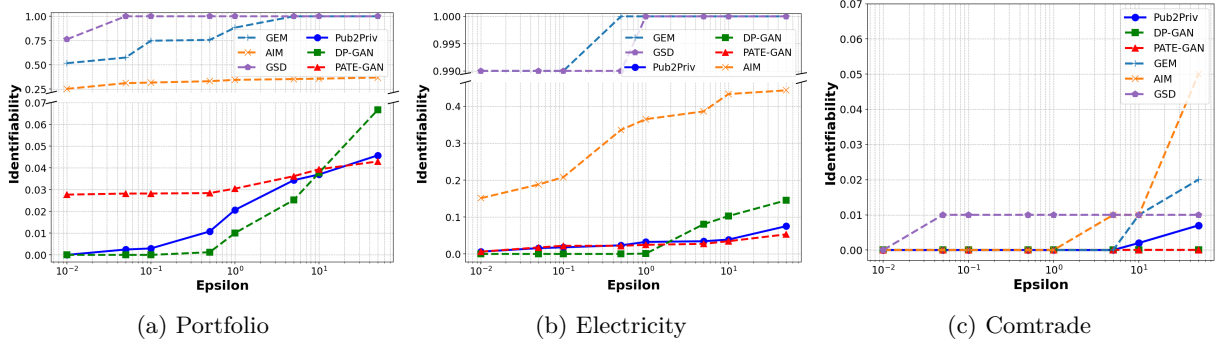 1.00
0.75
0.50
0.25
0.07
0.06
0.05
0.04
0.03
0.02
0.01
0.00
Identifiability
10⁻² 10⁻¹ 10⁰ 10¹
Epsilon
GEM Pub2Priv
AIM DP-GAN
GSD PATE-GAN
(a) Portfolio
1.000
0.995
0.990
0.4
0.3
0.2
0.1
0.0
Identifiability
10⁻² 10⁻¹ 10⁰ 10¹
Epsilon
GEM DP-GAN
GSD PATE-GAN
Pub2Priv AIM
(b) Electricity
0.07
0.06
0.05
0.04
0.03
0.02
0.01
0.00
Identifiability
10⁻² 10⁻¹ 10⁰ 10¹
Epsilon
Pub2Priv
DP-GAN
PATE-GAN
GEM
AIM
GSD
(c) Comtrade